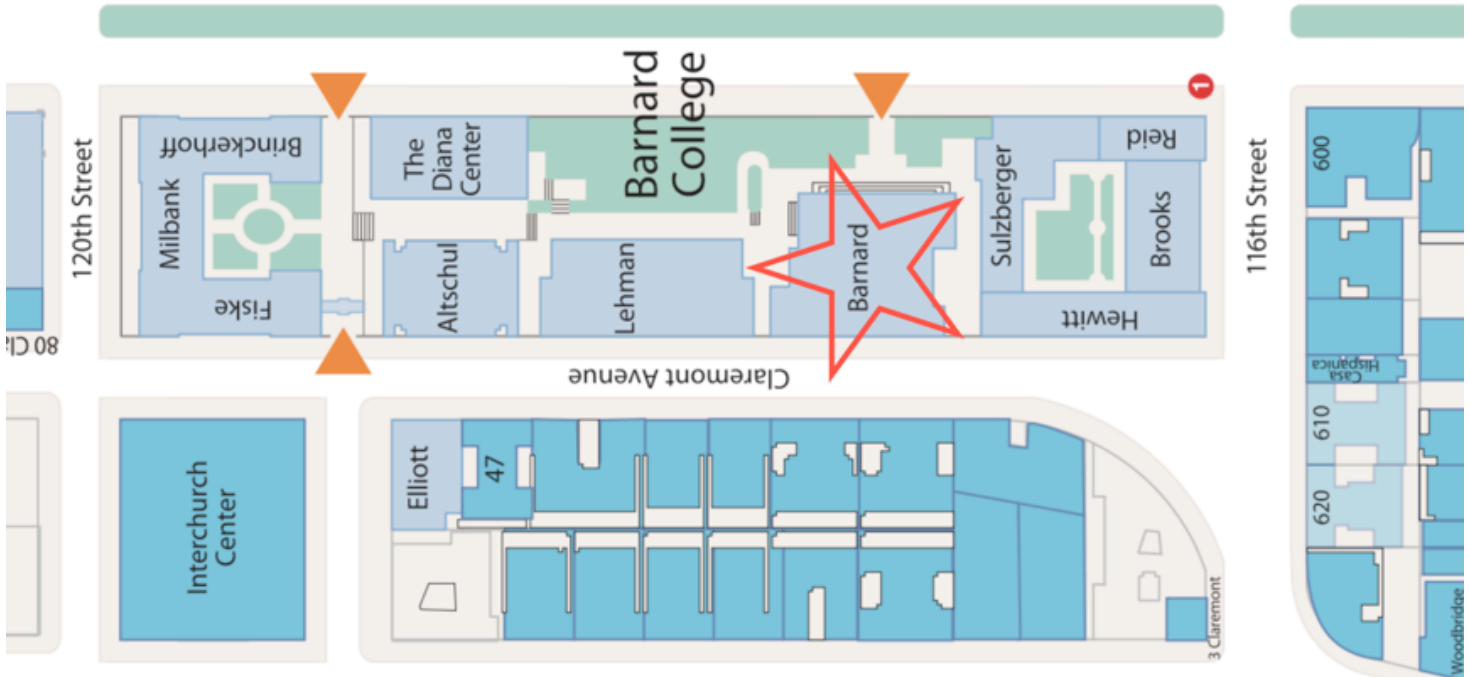 Barnard
College
1
120th Street
Brinckerhoff
Milbank
Fiske
The
Diana
Center
Altschul
Lehman
Barnard
Sulzberger
Reid
Brooks
Hewitt
116th Street
600
Casa
Hispanica
610
620
Woodbridge
80 Cla
Claremont Avenue
Interchurch
Center
Elliott
47
3 Claremont